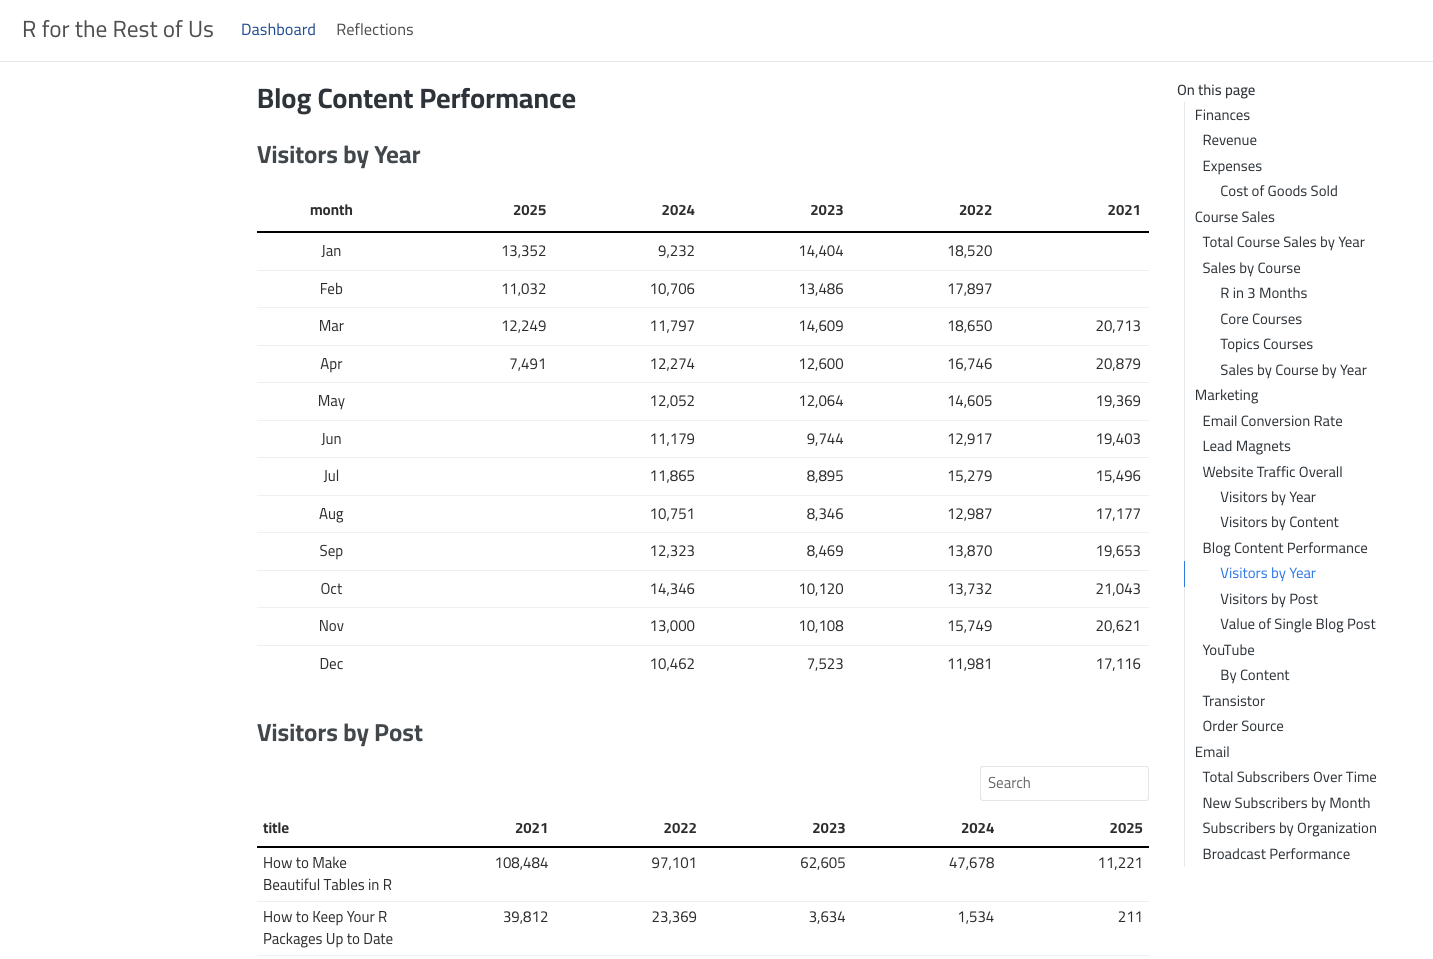 R for the Rest of Us Dashboard Reflections
Blog Content Performance
Visitors by Year
month 2025 2024 2023 2022 2021
Jan 13,352 9,232 14,404 18,520
Feb 11,032 10,706 13,486 17,897
Mar 12,249 11,797 14,609 18,650 20,713
Apr 7,491 12,274 12,600 16,746 20,879
May 12,052 12,064 14,605 19,369
Jun 11,179 9,744 12,917 19,403
Jul 11,865 8,895 15,279 15,496
Aug 10,751 8,346 12,987 17,177
Sep 12,323 8,469 13,870 19,653
Oct 14,346 10,120 13,732 21,043
Nov 13,000 10,108 15,749 20,621
Dec 10,462 7,523 11,981 17,116
Visitors by Post
Search
title 2021 2022 2023 2024 2025
How to Make 108,484 97,101 62,605 47,678 11,221
Beautiful Tables in R
How to Keep Your R 39,812 23,369 3,634 1,534 211
Packages Up to Date
On this page
Finances
Revenue
Expenses
Cost of Goods Sold
Course Sales
Total Course Sales by Year
Sales by Course
R in 3 Months
Core Courses
Topics Courses
Sales by Course by Year
Marketing
Email Conversion Rate
Lead Magnets
Website Traffic Overall
Visitors by Year
Visitors by Content
Blog Content Performance
Visitors by Year
Visitors by Post
Value of Single Blog Post
YouTube
By Content
Transistor
Order Source
Email
Total Subscribers Over Time
New Subscribers by Month
Subscribers by Organization
Broadcast Performance